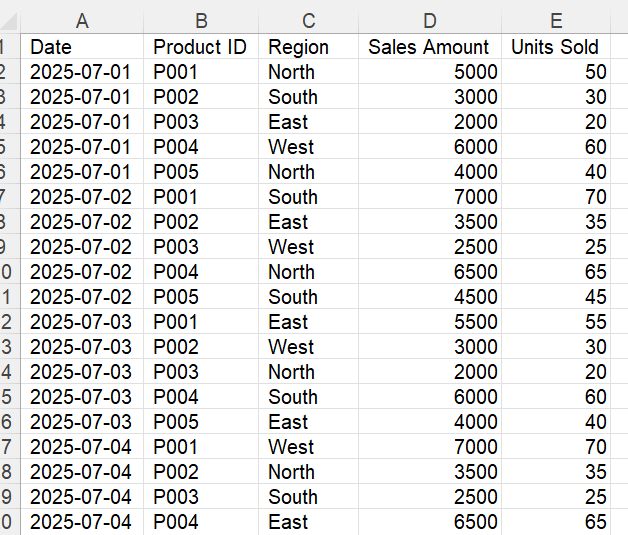 A B C D E
1 Date Product ID Region Sales Amount Units Sold
2 2025-07-01 P001 North 5000 50
3 2025-07-01 P002 South 3000 30
4 2025-07-01 P003 East 2000 20
5 2025-07-01 P004 West 6000 60
6 2025-07-01 P005 North 4000 40
7 2025-07-02 P001 South 7000 70
8 2025-07-02 P002 East 3500 35
9 2025-07-02 P003 West 2500 25
0 2025-07-02 P004 North 6500 65
1 2025-07-02 P005 South 4500 45
2 2025-07-03 P001 East 5500 55
3 2025-07-03 P002 West 3000 30
4 2025-07-03 P003 North 2000 20
5 2025-07-03 P004 South 6000 60
6 2025-07-03 P005 East 4000 40
7 2025-07-04 P001 West 7000 70
8 2025-07-04 P002 North 3500 35
9 2025-07-04 P003 South 2500 25
0 2025-07-04 P004 East 6500 65